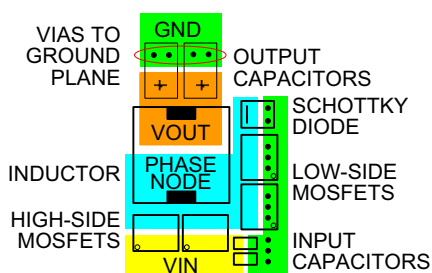 VIAS TO
GROUND
PLANE
GND
OUTPUT
CAPACITORS
+ +
VOUT
SCHOTTKY
DIODE
INDUCTOR
PHASE
NODE
LOW-SIDE
MOSFETS
HIGH-SIDE
MOSFETS
VIN
INPUT
CAPACITORS